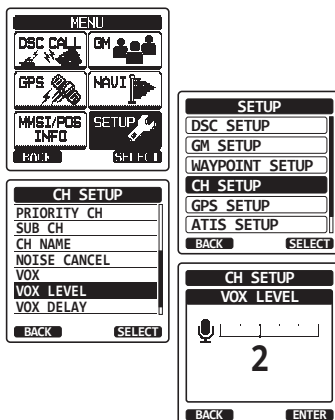 MENU
DSC CALL GM
GPS NAVI
MMSI/POS INFO SETUP
BACK SELECT
SETUP
DSC SETUP
GM SETUP
WAYPOINT SETUP
CH SETUP
GPS SETUP
ATIS SETUP
BACK SELECT
CH SETUP
PRIORITY CH
SUB CH
CH NAME
NOISE CANCEL
VOX
VOX LEVEL
VOX DELAY
BACK SELECT
CH SETUP
VOX LEVEL
2
BACK ENTER